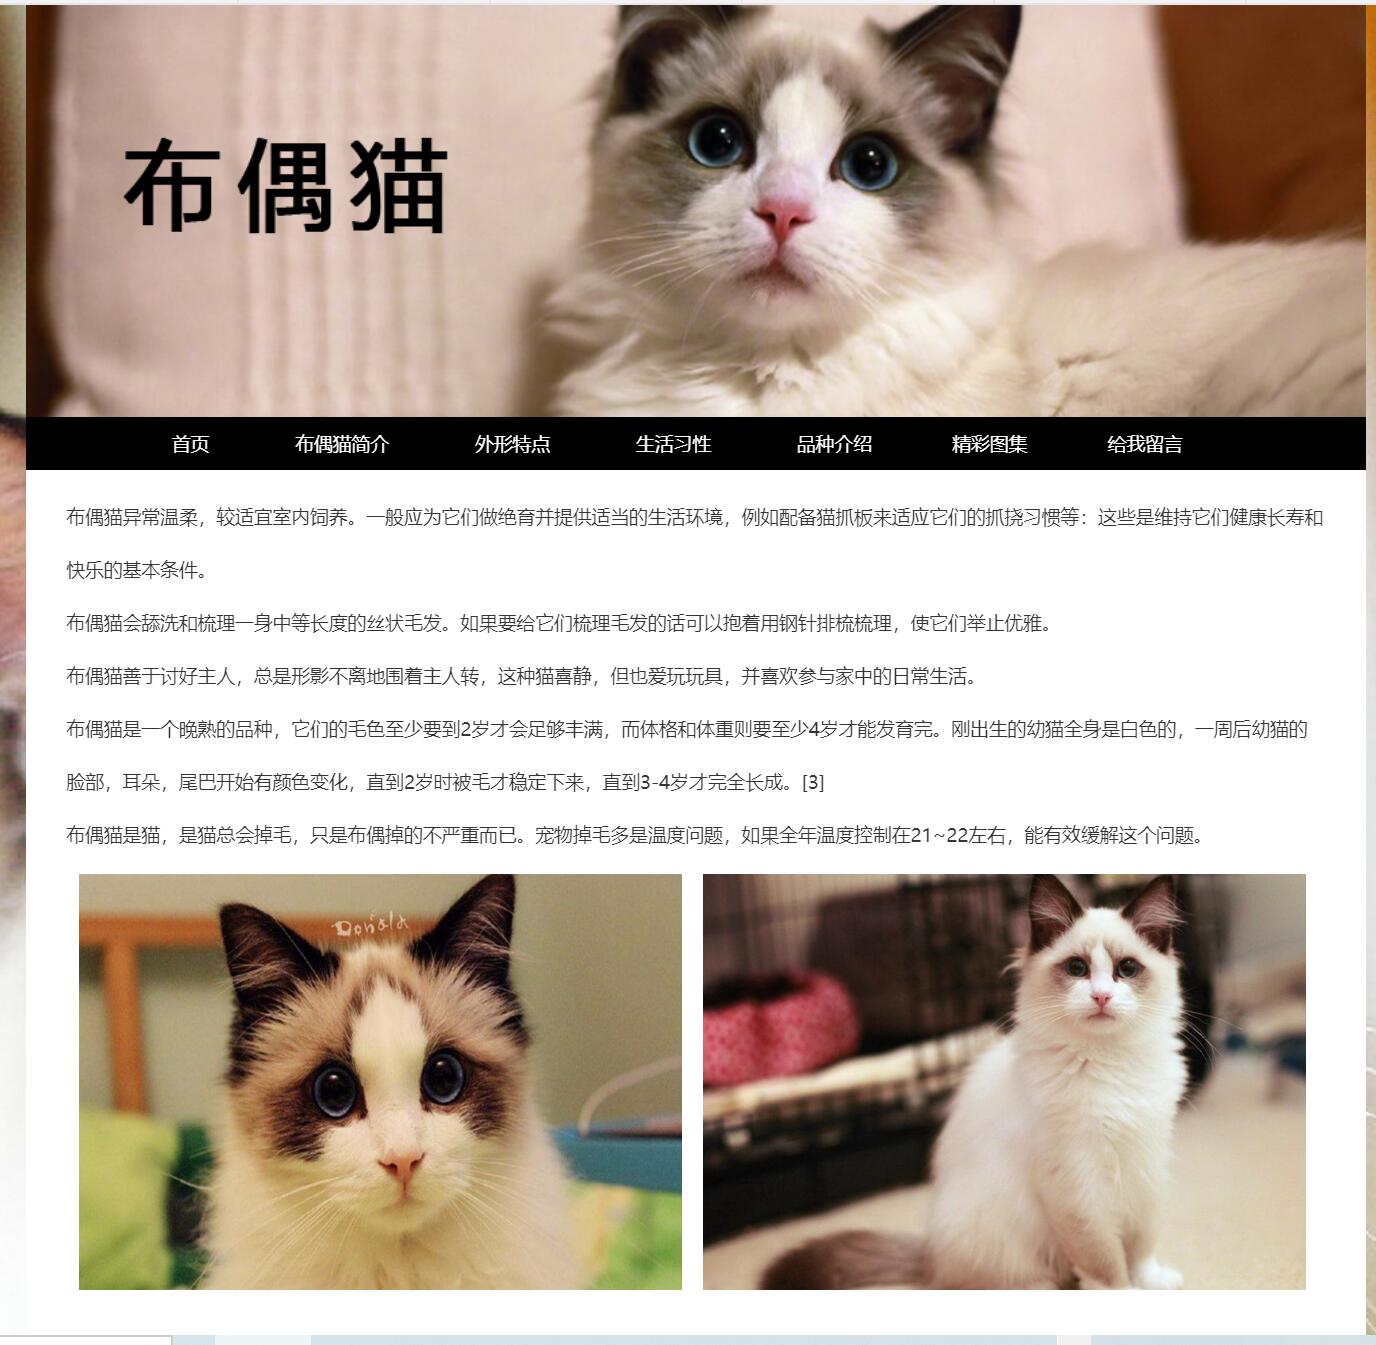 布偶猫
首页 布偶猫简介 外形特点 生活习性 品种介绍 精彩图集 给我留言
布偶猫异常温柔，较适宜室内饲养。一般应为它们做绝育并提供适当的生活环境，例如配备猫抓板来适应它们的抓挠习惯等：这些是维持它们健康长寿和
快乐的基本条件。
布偶猫会舔洗和梳理一身中等长度的丝状毛发。如果要给它们梳理毛发的话可以抱着用钢针排梳梳理，使它们举止优雅。
布偶猫善于讨好主人，总是形影不离地围着主人转，这种猫喜静，但也爱玩玩具，并喜欢参与家中的日常生活。
布偶猫是一个晚熟的品种，它们的毛色至少要到2岁才会足够丰满，而体格和体重则要至少4岁才能发育完。刚出生的幼猫全身是白色的，一周后幼猫的
脸部，耳朵，尾巴开始有颜色变化，直到2岁时被毛才稳定下来，直到3-4岁才完全长成。[3]
布偶猫是猫，是猫总会掉毛，只是布偶掉的不严重而已。宠物掉毛多是温度问题，如果全年温度控制在21~22左右，能有效缓解这个问题。